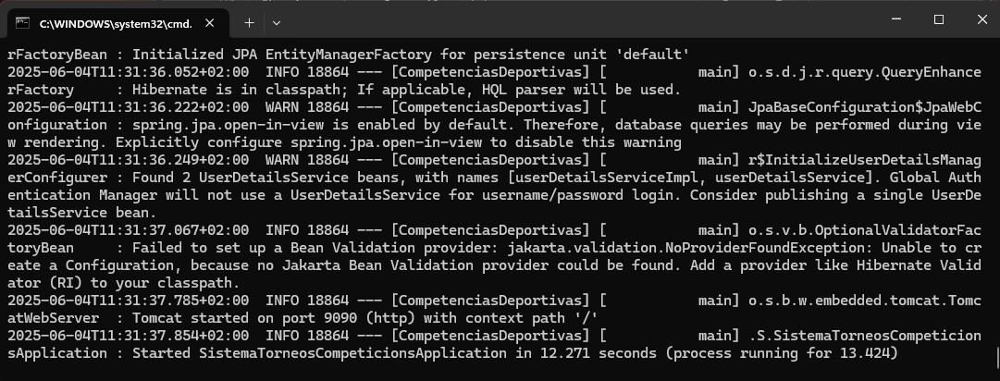 C:\WINDOWS\system32\cmd.
rFactoryBean : Initialized JPA EntityManagerFactory for persistence unit 'default'
2025-06-04T11:31:36.052+02:00  INFO 18864 --- [CompetenciasDeportivas] [           main] o.s.d.j.r.query.QueryEnhance
rFactory     : Hibernate is in classpath; If applicable, HQL parser will be used.
2025-06-04T11:31:36.222+02:00  WARN 18864 --- [CompetenciasDeportivas] [           main] JpaBaseConfiguration$JpaWebC
onfiguration : spring.jpa.open-in-view is enabled by default. Therefore, database queries may be performed during vie
w rendering. Explicitly configure spring.jpa.open-in-view to disable this warning
2025-06-04T11:31:36.249+02:00  WARN 18864 --- [CompetenciasDeportivas] [           main] r$InitializeUserDetailsManag
erConfigurer : Found 2 UserDetailsService beans, with names [userDetailsServiceImpl, userDetailsService]. Global Auth
entication Manager will not use a UserDetailsService for username/password login. Consider publishing a single UserDe
tailsService bean.
2025-06-04T11:31:37.067+02:00  INFO 18864 --- [CompetenciasDeportivas] [           main] o.s.v.b.OptionalValidatorFac
toryBean     : Failed to set up a Bean Validation provider: jakarta.validation.NoProviderFoundException: Unable to cr
eate a Configuration, because no Jakarta Bean Validation provider could be found. Add a provider like Hibernate Valid
ator (RI) to your classpath.
2025-06-04T11:31:37.785+02:00  INFO 18864 --- [CompetenciasDeportivas] [           main] o.s.b.w.embedded.tomcat.Tomc
atWebServer  : Tomcat started on port 9090 (http) with context path '/'
2025-06-04T11:31:37.854+02:00  INFO 18864 --- [CompetenciasDeportivas] [           main] .S.SistemaTorneosCompeticion
sApplication : Started SistemaTorneosCompeticionsApplication in 12.271 seconds (process running for 13.424)